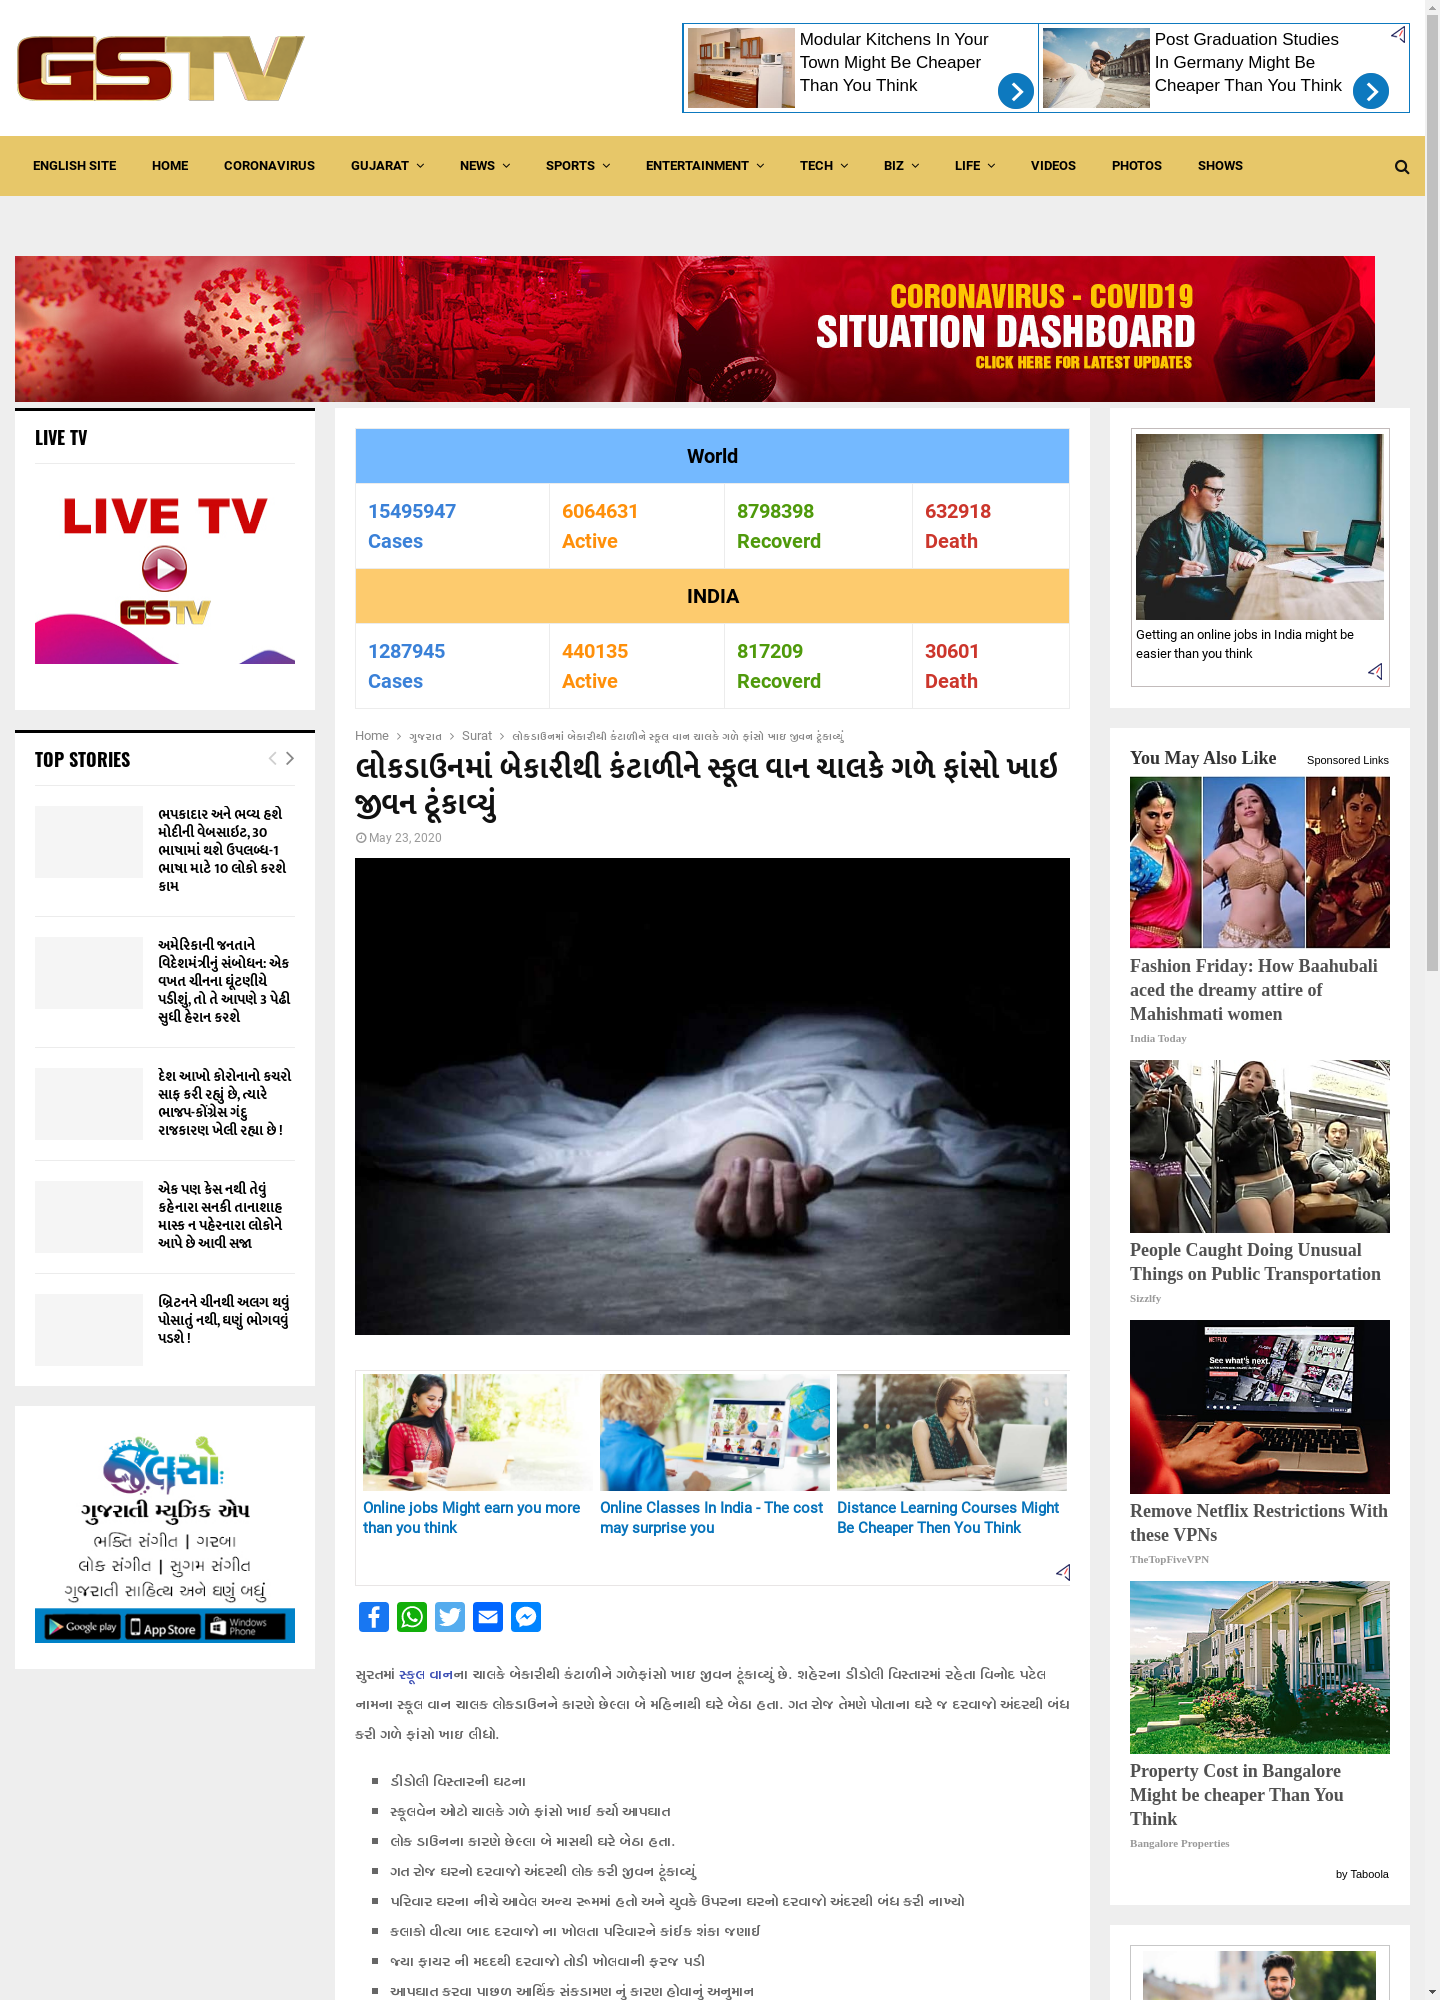 GSTV
Modular Kitchens In Your
Town Might Be Cheaper
Than You Think
Post Graduation Studies
In Germany Might Be
Cheaper Than You Think
ENGLISH SITE HOME CORONAVIRUS GUJARAT NEWS SPORTS ENTERTAINMENT TECH BIZ LIFE VIDEOS PHOTOS SHOWS
CORONAVIRUS - COVID19
SITUATION DASHBOARD
CLICK HERE FOR LATEST UPDATES
LIVE TV
LIVE TV
GSTV
TOP STORIES
ભપકાદાર અને ભવ્ય હશે
મોદીની વેબસાઇટ, 30
ભાષામાં થશે ઉપલબ્ધ-1
ભાષા માટે 10 લોકો કરશે
કામ
અમેરિકાની જનતાને
વિદેશમંત્રીનું સંબોધન: એક
વખત ચીનના ઘૂંટણીયે
પડીશું, તો તે આપણે 3 પેઢી
સુધી હેરાન કરશે
દેશ આખો કોરોનાનો કચરો
સાફ કરી રહ્યું છે, ત્યારે
ભાજપ-કોંગ્રેસ ગંદુ
રાજકારણ ખેલી રહ્યા છે !
એક પણ કેસ નથી તેવું
કહેનારા સનકી તાનાશાહ
માસ્ક ન પહેરનારા લોકોને
આપે છે આવી સજા
બ્રિટનને ચીનથી અલગ થવું
પોસાતું નથી, ઘણું ભોગવવું
પડશે !
જલસો
ગુજરાતી મ્યુઝિક એપ
ભક્તિ સંગીત | ગરબા
લોક સંગીત | સુગમ સંગીત
ગુજરાતી સાહિત્ય અને ઘણું બધું
Google play App Store Windows Phone
World
15495947 6064631 8798398 632918
Cases Active Recoverd Death
INDIA
1287945 440135 817209 30601
Cases Active Recoverd Death
Home ગુજરાત Surat લોકડાઉનમાં બેકારીથી કંટાળીને સ્કૂલ વાન ચાલકે ગળે ફાંસો ખાઇ જીવન ટૂંકાવ્યું
લોકડાઉનમાં બેકારીથી કંટાળીને સ્કૂલ વાન ચાલકે ગળે ફાંસો ખાઇ
જીવન ટૂંકાવ્યું
May 23, 2020
Online jobs Might earn you more
than you think
Online Classes In India - The cost
may surprise you
Distance Learning Courses Might
Be Cheaper Then You Think
સુરતમાં સ્કૂલ વાનના ચાલકે બેકારીથી કંટાળીને ગળેફાંસો ખાઇ જીવન ટૂંકાવ્યું છે. શહેરના ડીંડોલી વિસ્તારમાં રહેતા વિનોદ પટેલ
નામના સ્કૂલ વાન ચાલક લોકડાઉનને કારણે છેલ્લા બે મહિનાથી ઘરે બેઠા હતા. ગત રોજ તેમણે પોતાના ઘરે જ દરવાજો અંદરથી બંધ
કરી ગળે ફાંસો ખાઇ લીધો.
ડીંડોલી વિસ્તારની ઘટના
સ્કૂલવેન ઓટો ચાલકે ગળે ફાંસો ખાઈ કર્યો આપઘાત
લોક ડાઉનના કારણે છેલ્લા બે માસથી ઘરે બેઠા હતા.
ગત રોજ ઘરનો દરવાજો અંદરથી લોક કરી જીવન ટૂંકાવ્યું
પરિવાર ઘરના નીચે આવેલ અન્ય રૂમમાં હતો અને યુવકે ઉપરના ઘરનો દરવાજો અંદરથી બંધ કરી નાખ્યો
કલાકો વીત્યા બાદ દરવાજો ના ખોલતા પરિવારને કાંઈક શંકા જણાઈ
જ્યા ફાયર ની મદદથી દરવાજો તોડી ખોલવાની ફરજ પડી
આપઘાત કરવા પાછળ આર્થિક સંકડામણ નું કારણ હોવાનું અનુમાન
Getting an online jobs in India might be
easier than you think
You May Also Like Sponsored Links
Fashion Friday: How Baahubali
aced the dreamy attire of
Mahishmati women
India Today
People Caught Doing Unusual
Things on Public Transportation
Sizzlfy
NETFLIX
See what's next.
Remove Netflix Restrictions With
these VPNs
TheTopFiveVPN
Property Cost in Bangalore
Might be cheaper Than You
Think
Bangalore Properties
by Taboola